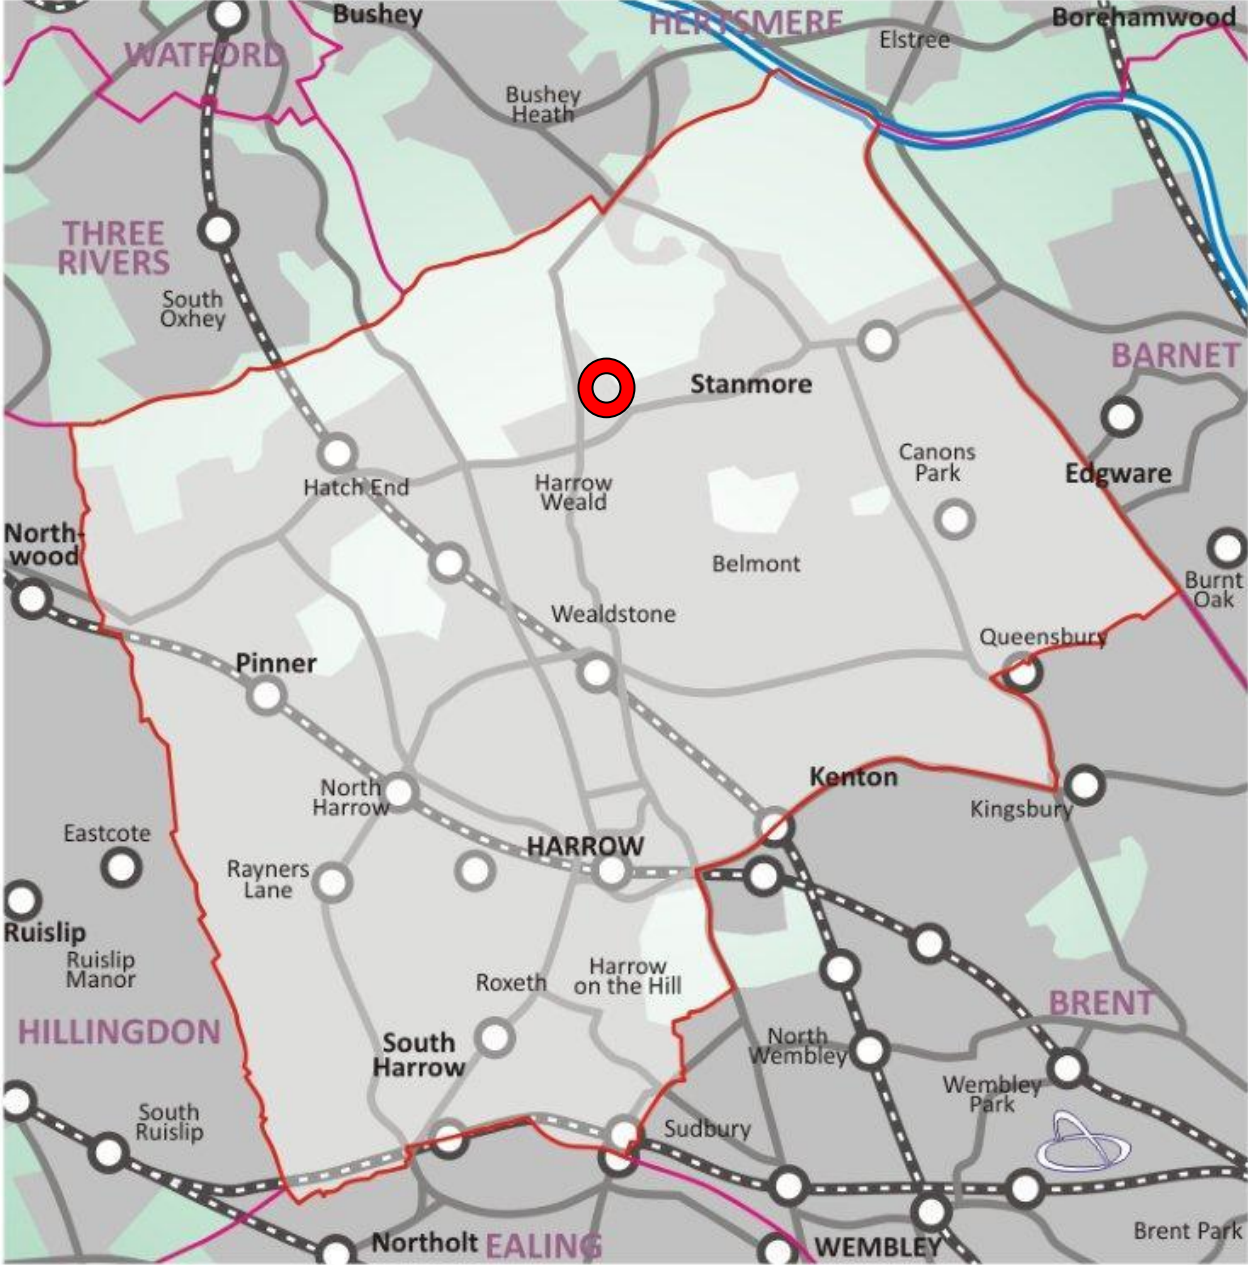 Bushey
HERTSMERE
Borehamwood
WATFORD
Elstree
Bushey
Heath
THREE
RIVERS
South
Oxhey
BARNET
Stanmore
Canons
Park
Edgware
Hatch End
Harrow
Weald
North-
wood
Belmont
Burnt
Oak
Wealdstone
Queensbury
Pinner
Kenton
North
Harrow
Kingsbury
Eastcote
HARROW
Rayners
Lane
Ruislip
Ruislip
Manor
Roxeth
Harrow
on the Hill
BRENT
HILLINGDON
South
Harrow
North
Wembley
Wembley
Park
South
Ruislip
Sudbury
Brent Park
Northolt
EALING
WEMBLEY